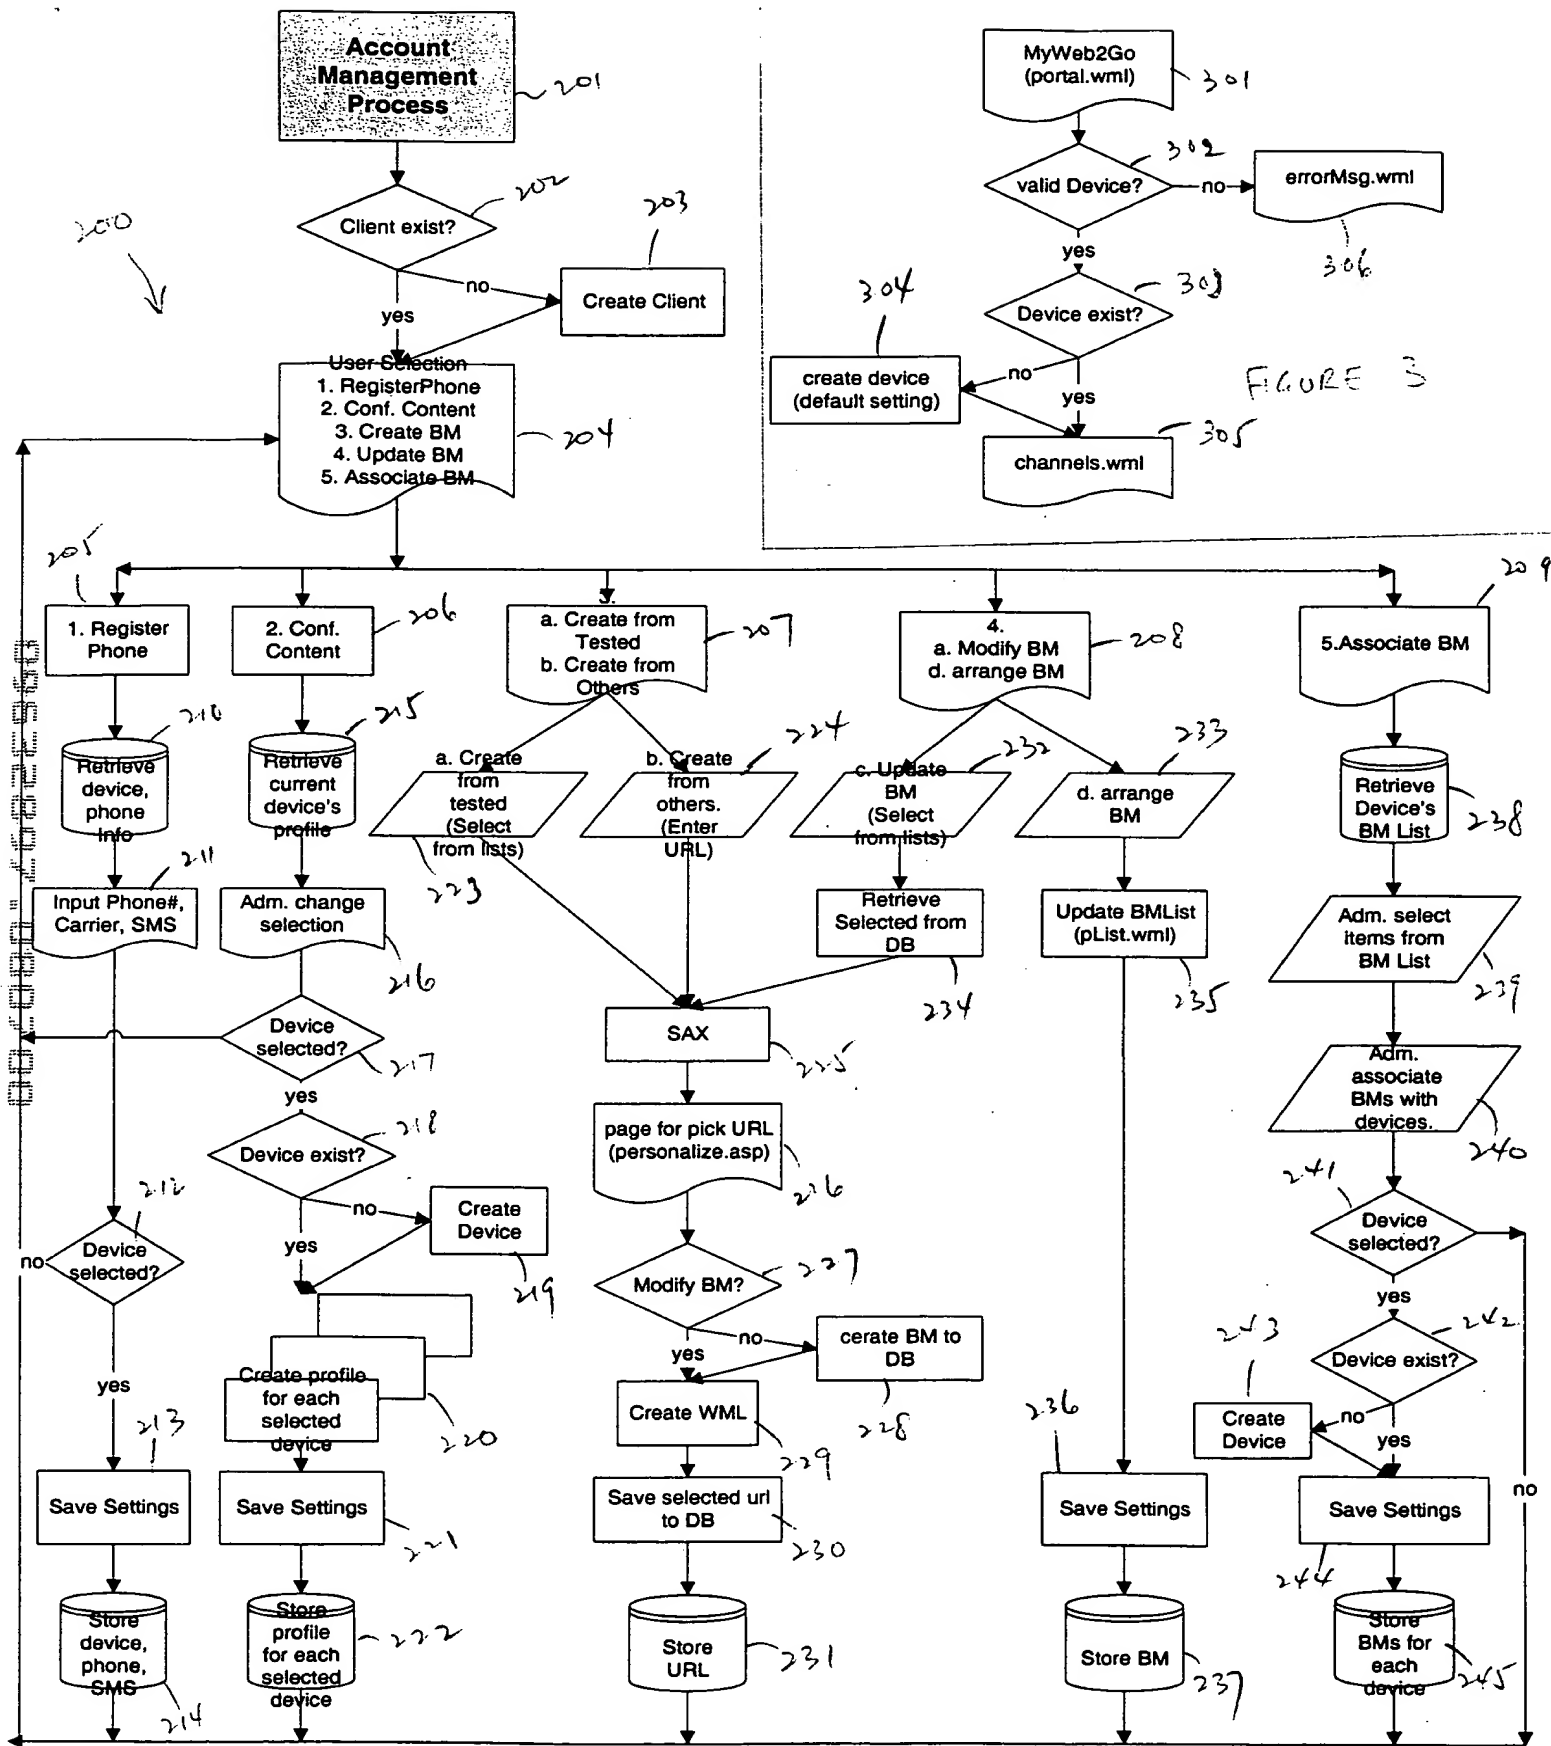 Account
Management
Process
201
Client exist?
202
200
203
no
Create Client
yes
User Selection
1. RegisterPhone
2. Conf. Content
3. Create BM
4. Update BM
5. Associate BM
204
MyWeb2Go
(portal.wml)
301
302
valid Device?
no
errorMsg.wml
306
yes
303
304
Device exist?
create device
(default setting)
no
yes
FIGURE 3
305
channels.wml
205
1. Register
Phone
206
2. Conf.
Content
3.
a. Create from
Tested
b. Create from
Others
207
4.
a. Modify BM
d. arrange BM
208
209
5.Associate BM
210
Retrieve
device,
phone
Info
215
Retrieve
current
device's
profile
a. Create
from
tested
(Select
from lists)
223
b. Create
from
others.
(Enter
URL)
224
c. Update
BM
(Select
from lists)
232
233
d. arrange
BM
Retrieve
Device's
BM List
238
211
Input Phone#,
Carrier, SMS
Adm. change
selection
216
Retrieve
Selected from
DB
234
Update BMList
(pList.wml)
235
Adm. select
items from
BM List
239
Device
selected?
217
yes
SAX
225
Adm.
associate
BMs with
devices.
240
218
Device exist?
page for pick URL
(personalize.asp)
226
212
no
Device
selected?
no
yes
Create
Device
219
Modify BM?
227
241
Device
selected?
yes
no
yes
cerate BM to
DB
228
243
242
Device exist?
yes
Create profile
for each
selected
device
220
Create WML
229
236
Create
Device
no
yes
no
213
Save Settings
Save Settings
221
Save selected url
to DB
230
Save Settings
Save Settings
244
Store
device,
phone,
SMS
214
Store
profile
for each
selected
device
222
Store
URL
231
Store BM
237
Store
BMs for
each
device
245